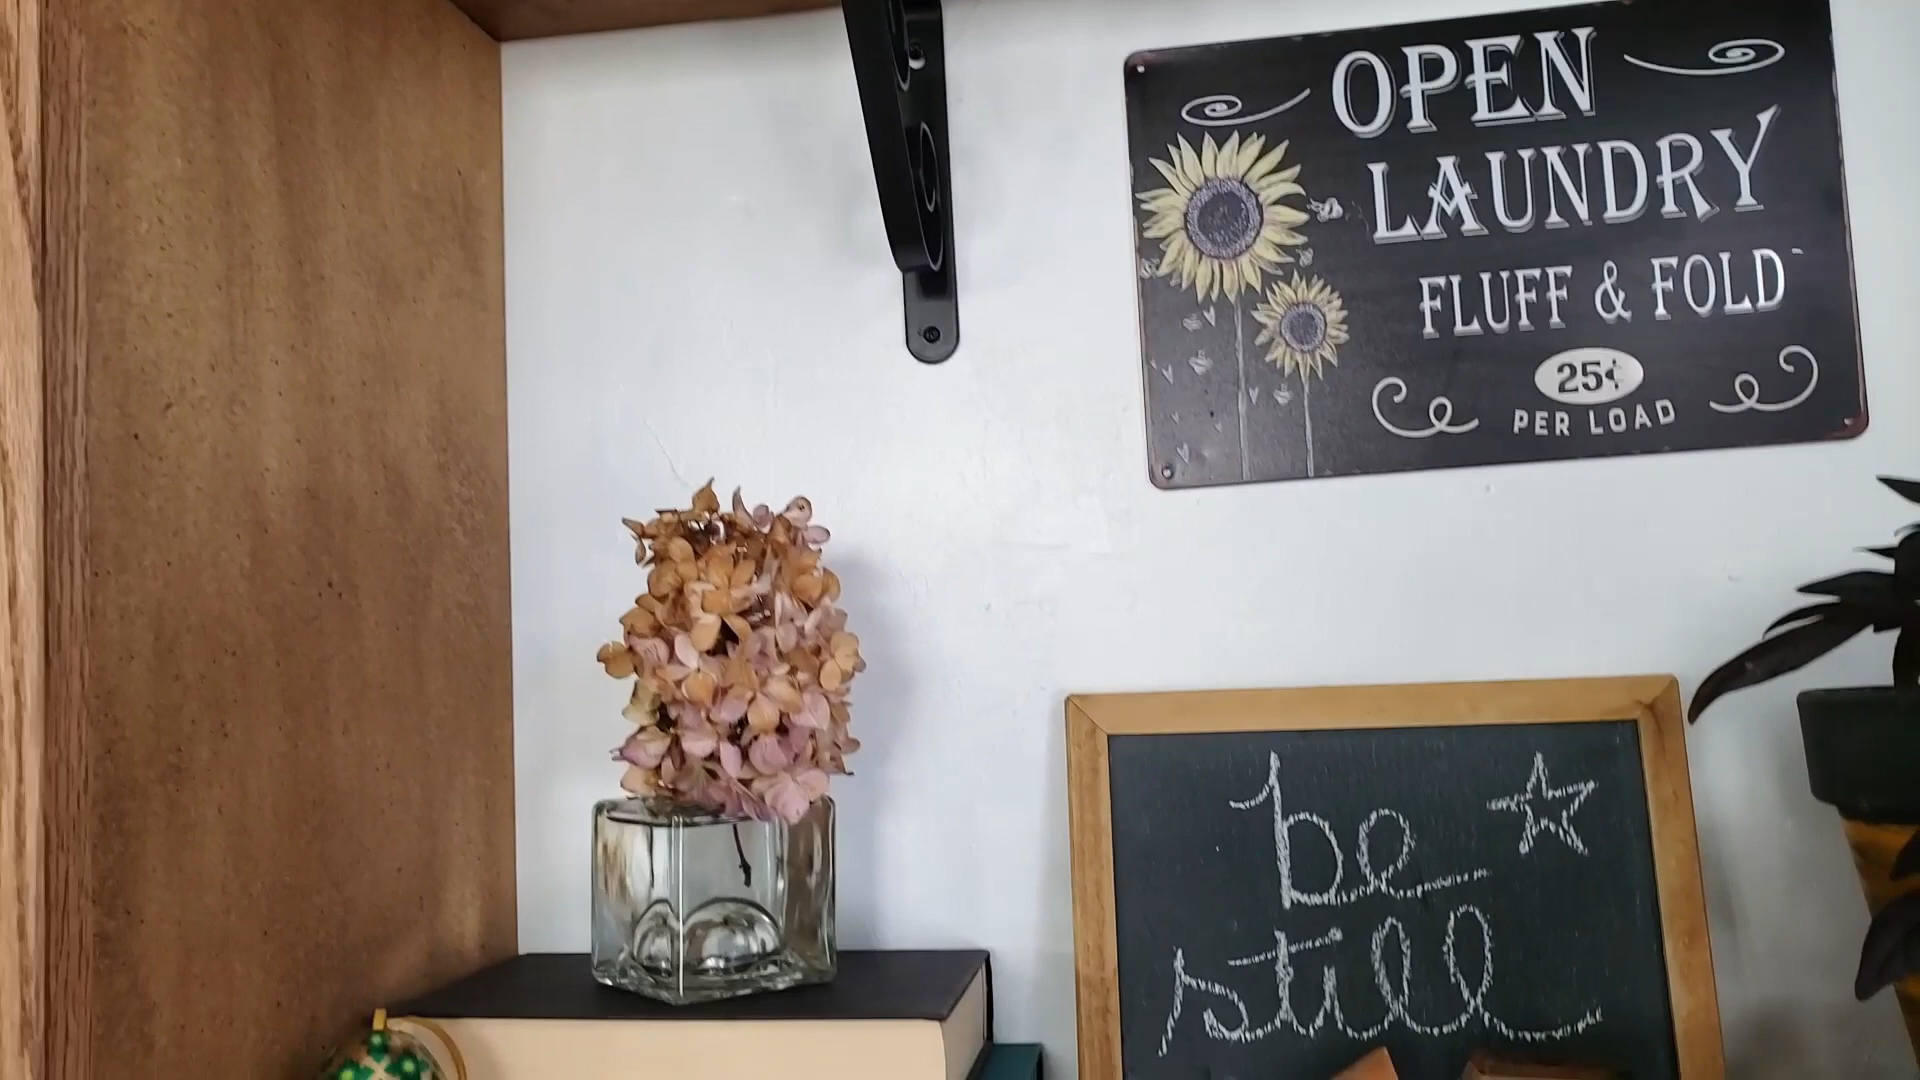 OPEN
LAUNDRY
FLUFF & FOLD
25¢
PER LOAD
be
still